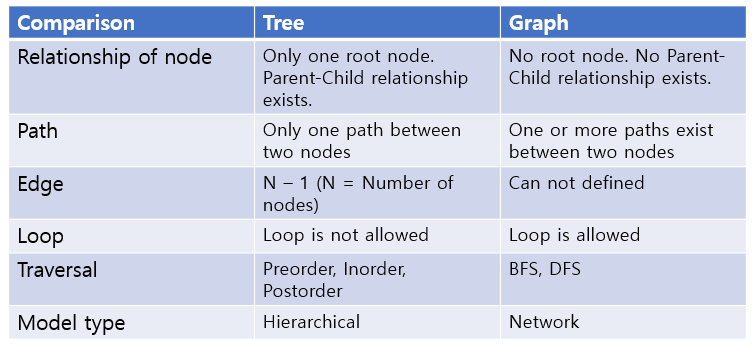 Comparison Tree Graph
Relationship of node Only one root node. No root node. No Parent-
Parent-Child relationship Child relationship exists.
exists.
Path Only one path between One or more paths exist
two nodes between two nodes
Edge N – 1 (N = Number of Can not defined
nodes)
Loop Loop is not allowed Loop is allowed
Traversal Preorder, Inorder, BFS, DFS
Postorder
Model type Hierarchical Network